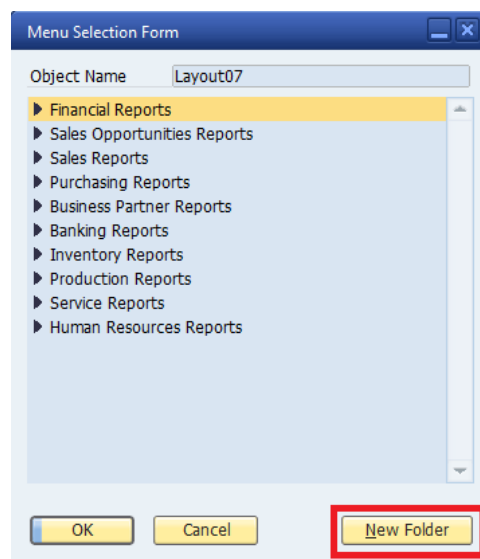 Menu Selection Form
Object Name Layout07
Financial Reports
Sales Opportunities Reports
Sales Reports
Purchasing Reports
Business Partner Reports
Banking Reports
Inventory Reports
Production Reports
Service Reports
Human Resources Reports
OK Cancel New Folder